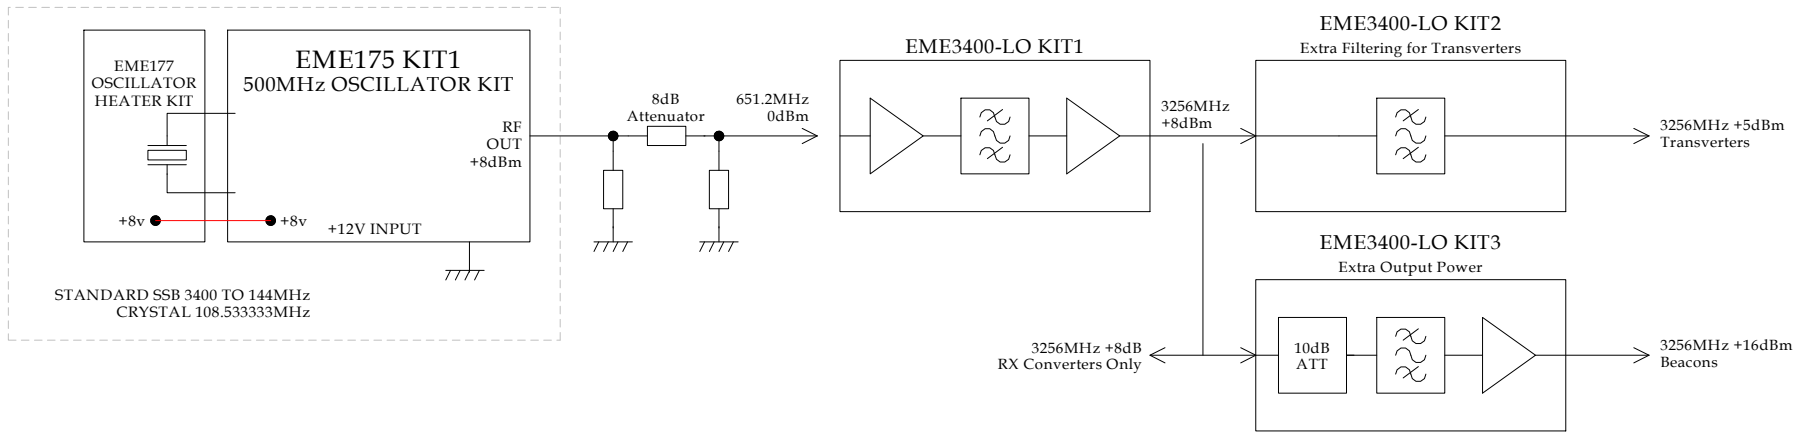 EME177
OSCILLATOR
HEATER KIT
+8v
EME175 KIT1
500MHz OSCILLATOR KIT
RF
OUT
+8dBm
+8v
+12V INPUT
STANDARD SSB 3400 TO 144MHz
CRYSTAL 108.533333MHz
8dB
Attenuator
651.2MHz
0dBm
EME3400-LO KIT1
3256MHz
+8dBm
EME3400-LO KIT2
Extra Filtering for Transverters
3256MHz +5dBm
Transverters
EME3400-LO KIT3
Extra Output Power
3256MHz +8dB
RX Converters Only
10dB
ATT
3256MHz +16dBm
Beacons